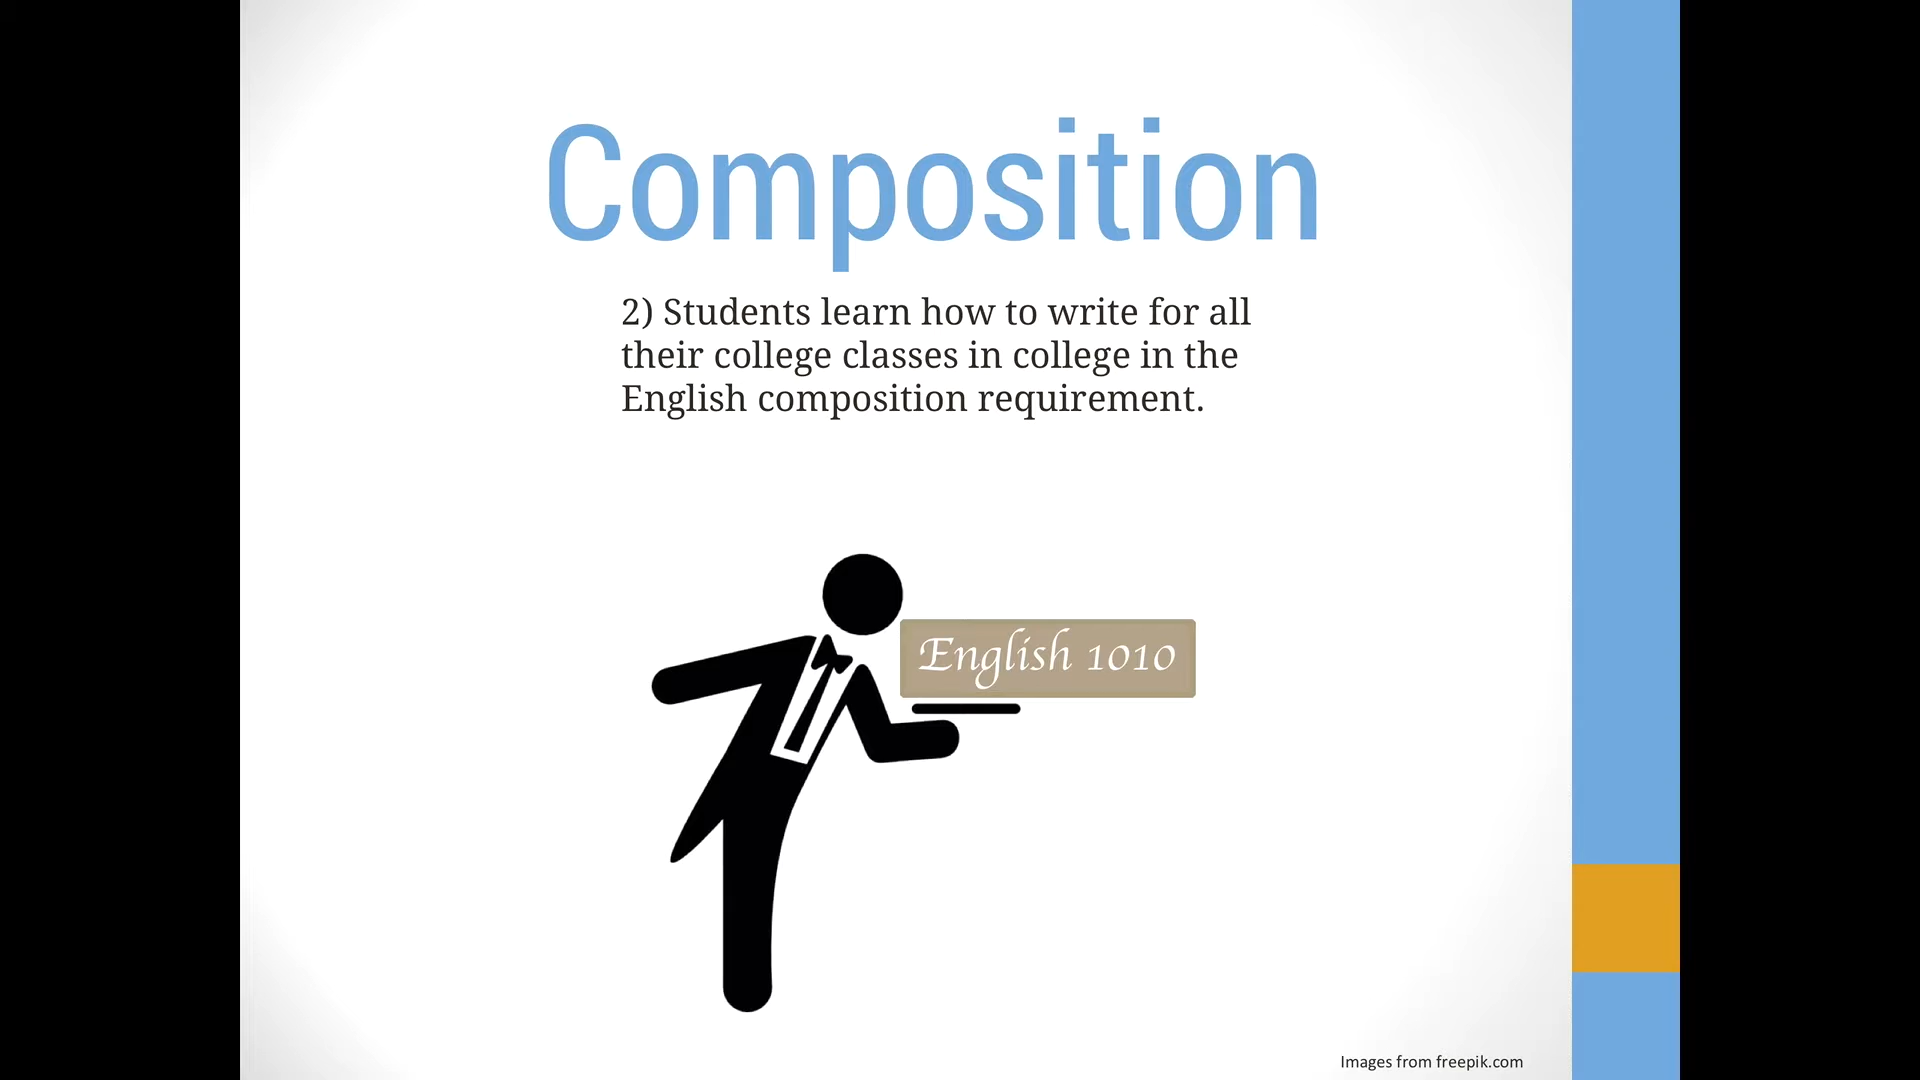 Composition
2) Students learn how to write for all
their college classes in college in the
English composition requirement.
English 1010
Images from freepik.com